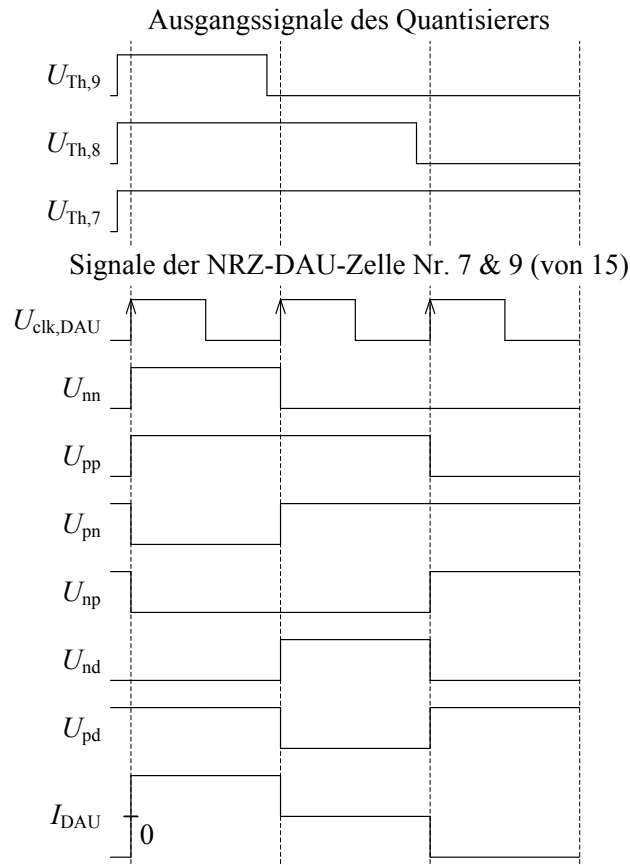 Ausgangssignale des Quantisierers
U_Th,9
U_Th,8
U_Th,7
Signale der NRZ-DAU-Zelle Nr. 7 & 9 (von 15)
U_clk,DAU
U_nn
U_pp
U_pn
U_np
U_nd
U_pd
I_DAU
0